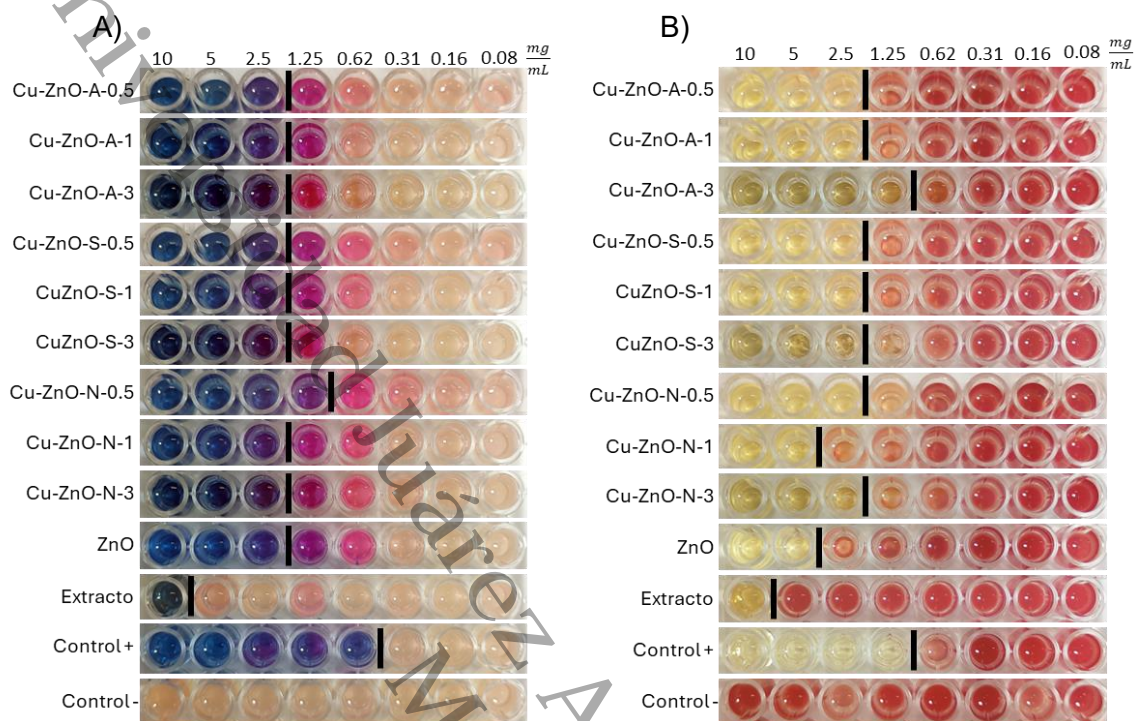 A)
10 5 2.5 1.25 0.62 0.31 0.16 0.08 mg/mL
Cu-ZnO-A-0.5
Cu-ZnO-A-1
Cu-ZnO-A-3
Cu-ZnO-S-0.5
CuZnO-S-1
CuZnO-S-3
Cu-ZnO-N-0.5
Cu-ZnO-N-1
Cu-ZnO-N-3
ZnO
Extracto
Control +
Control -
B)
10 5 2.5 1.25 0.62 0.31 0.16 0.08 mg/mL
Cu-ZnO-A-0.5
Cu-ZnO-A-1
Cu-ZnO-A-3
Cu-ZnO-S-0.5
CuZnO-S-1
CuZnO-S-3
Cu-ZnO-N-0.5
Cu-ZnO-N-1
Cu-ZnO-N-3
ZnO
Extracto
Control +
Control -
Juárez A